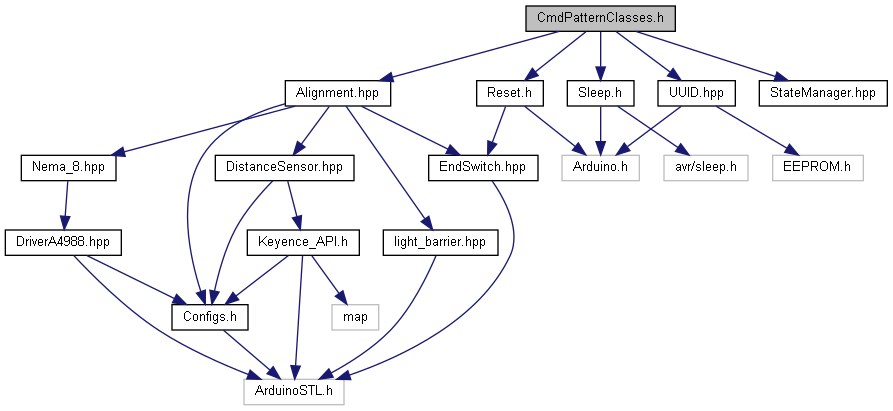 CmdPatternClasses.h
Alignment.hpp
Reset.h
Sleep.h
UUID.hpp
StateManager.hpp
Nema_8.hpp
DistanceSensor.hpp
EndSwitch.hpp
Arduino.h
avr/sleep.h
EEPROM.h
DriverA4988.hpp
Keyence_API.h
light_barrier.hpp
Configs.h
map
ArduinoSTL.h